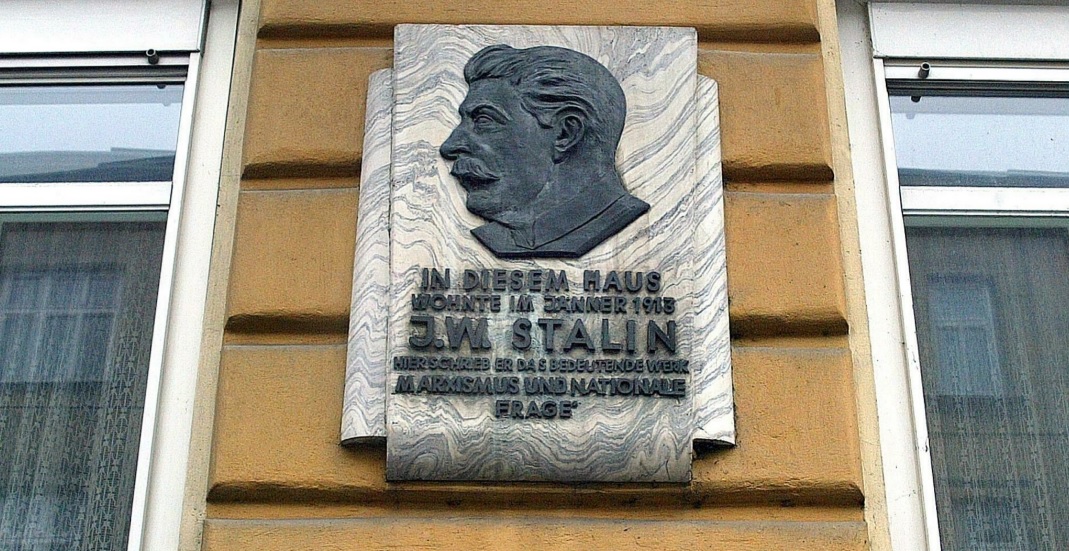 IN DIESEM HAUS
WOHNTE IM JÄNNER 1913
J.W. STALIN
HIER SCHRIEB ER DAS BEDEUTENDE WERK
MARXISMUS UND NATIONALE
FRAGE"